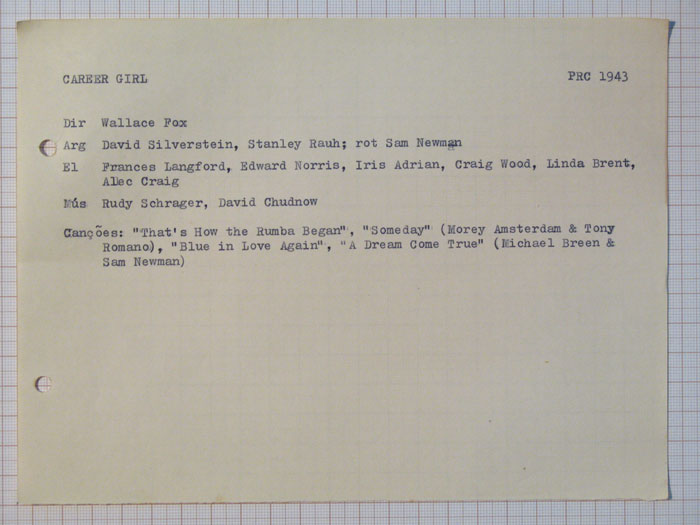 CAREER GIRL PRC 1943
Dir Wallace Fox
Arg David Silverstein, Stanley Rauh; rot Sam Newman
El Frances Langford, Edward Norris, Iris Adrian, Craig Wood, Linda Brent,
Alec Craig
Mús Rudy Schrager, David Chudnow
Canções: "That's How the Rumba Began", "Someday" (Morey Amsterdam & Tony
Romano), "Blue in Love Again", "A Dream Come True" (Michael Breen &
Sam Newman)